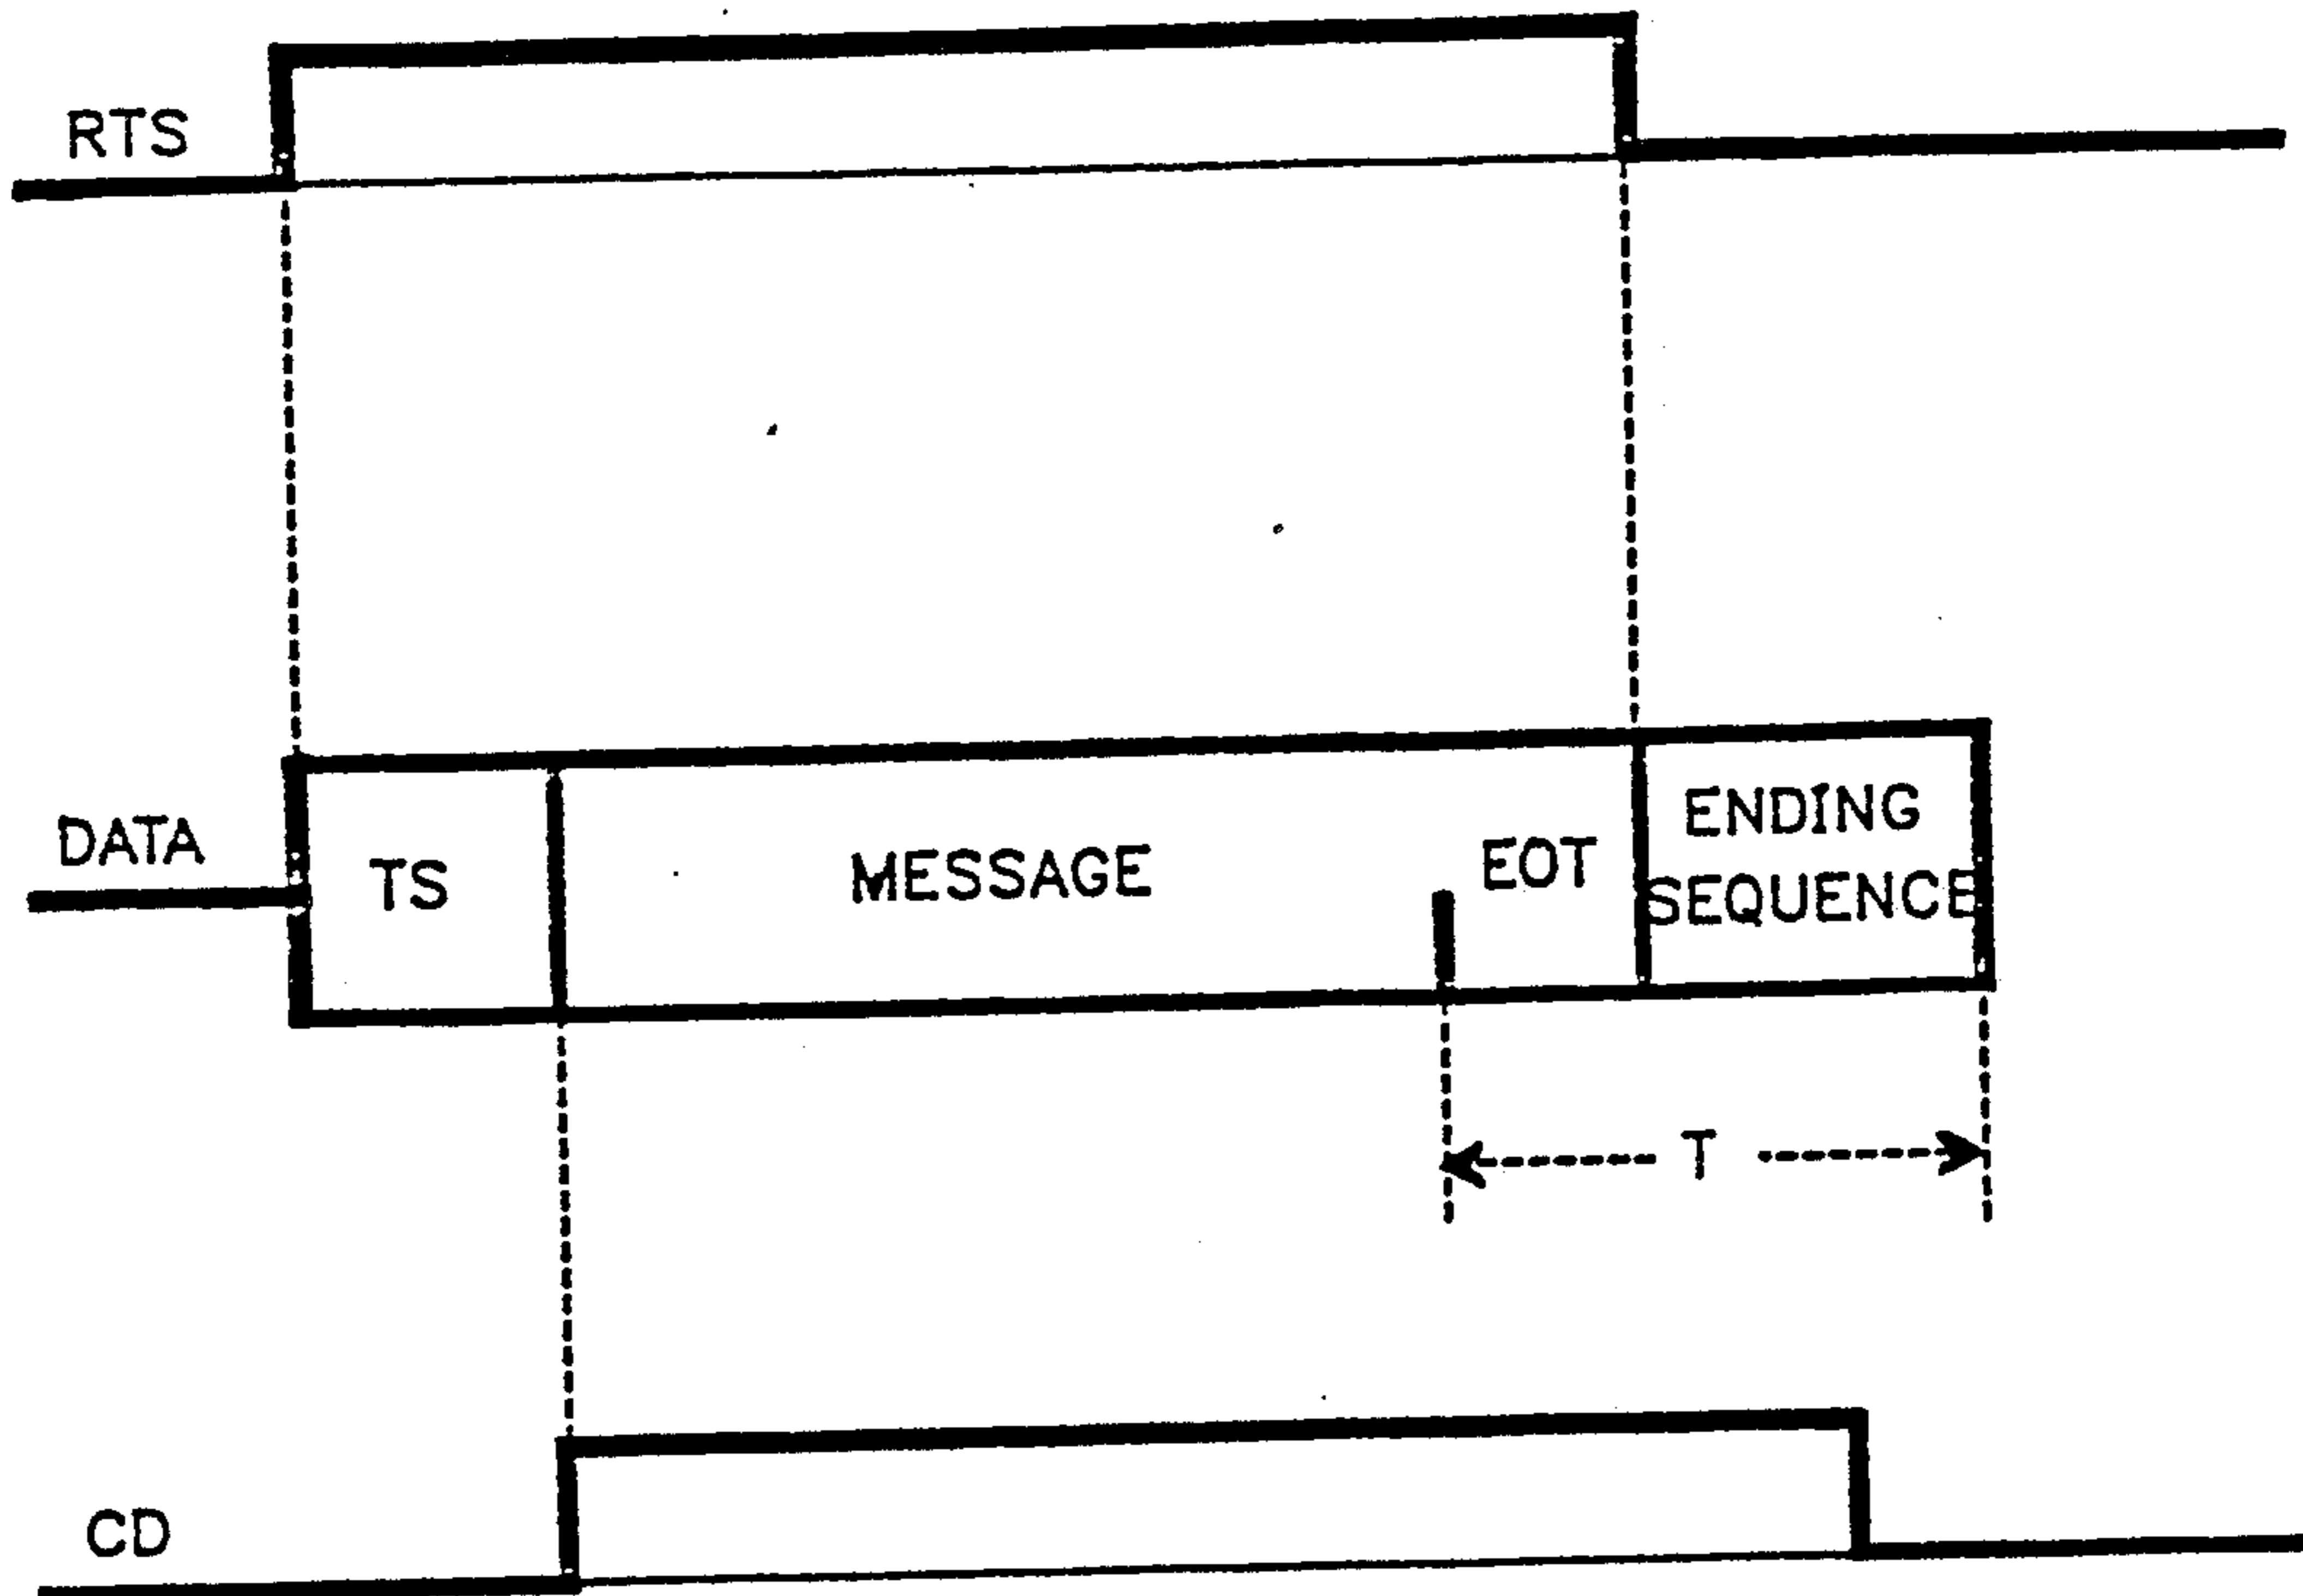 RTS
DATA
TS
MESSAGE
EOT
ENDING
SEQUENCE
T
CD